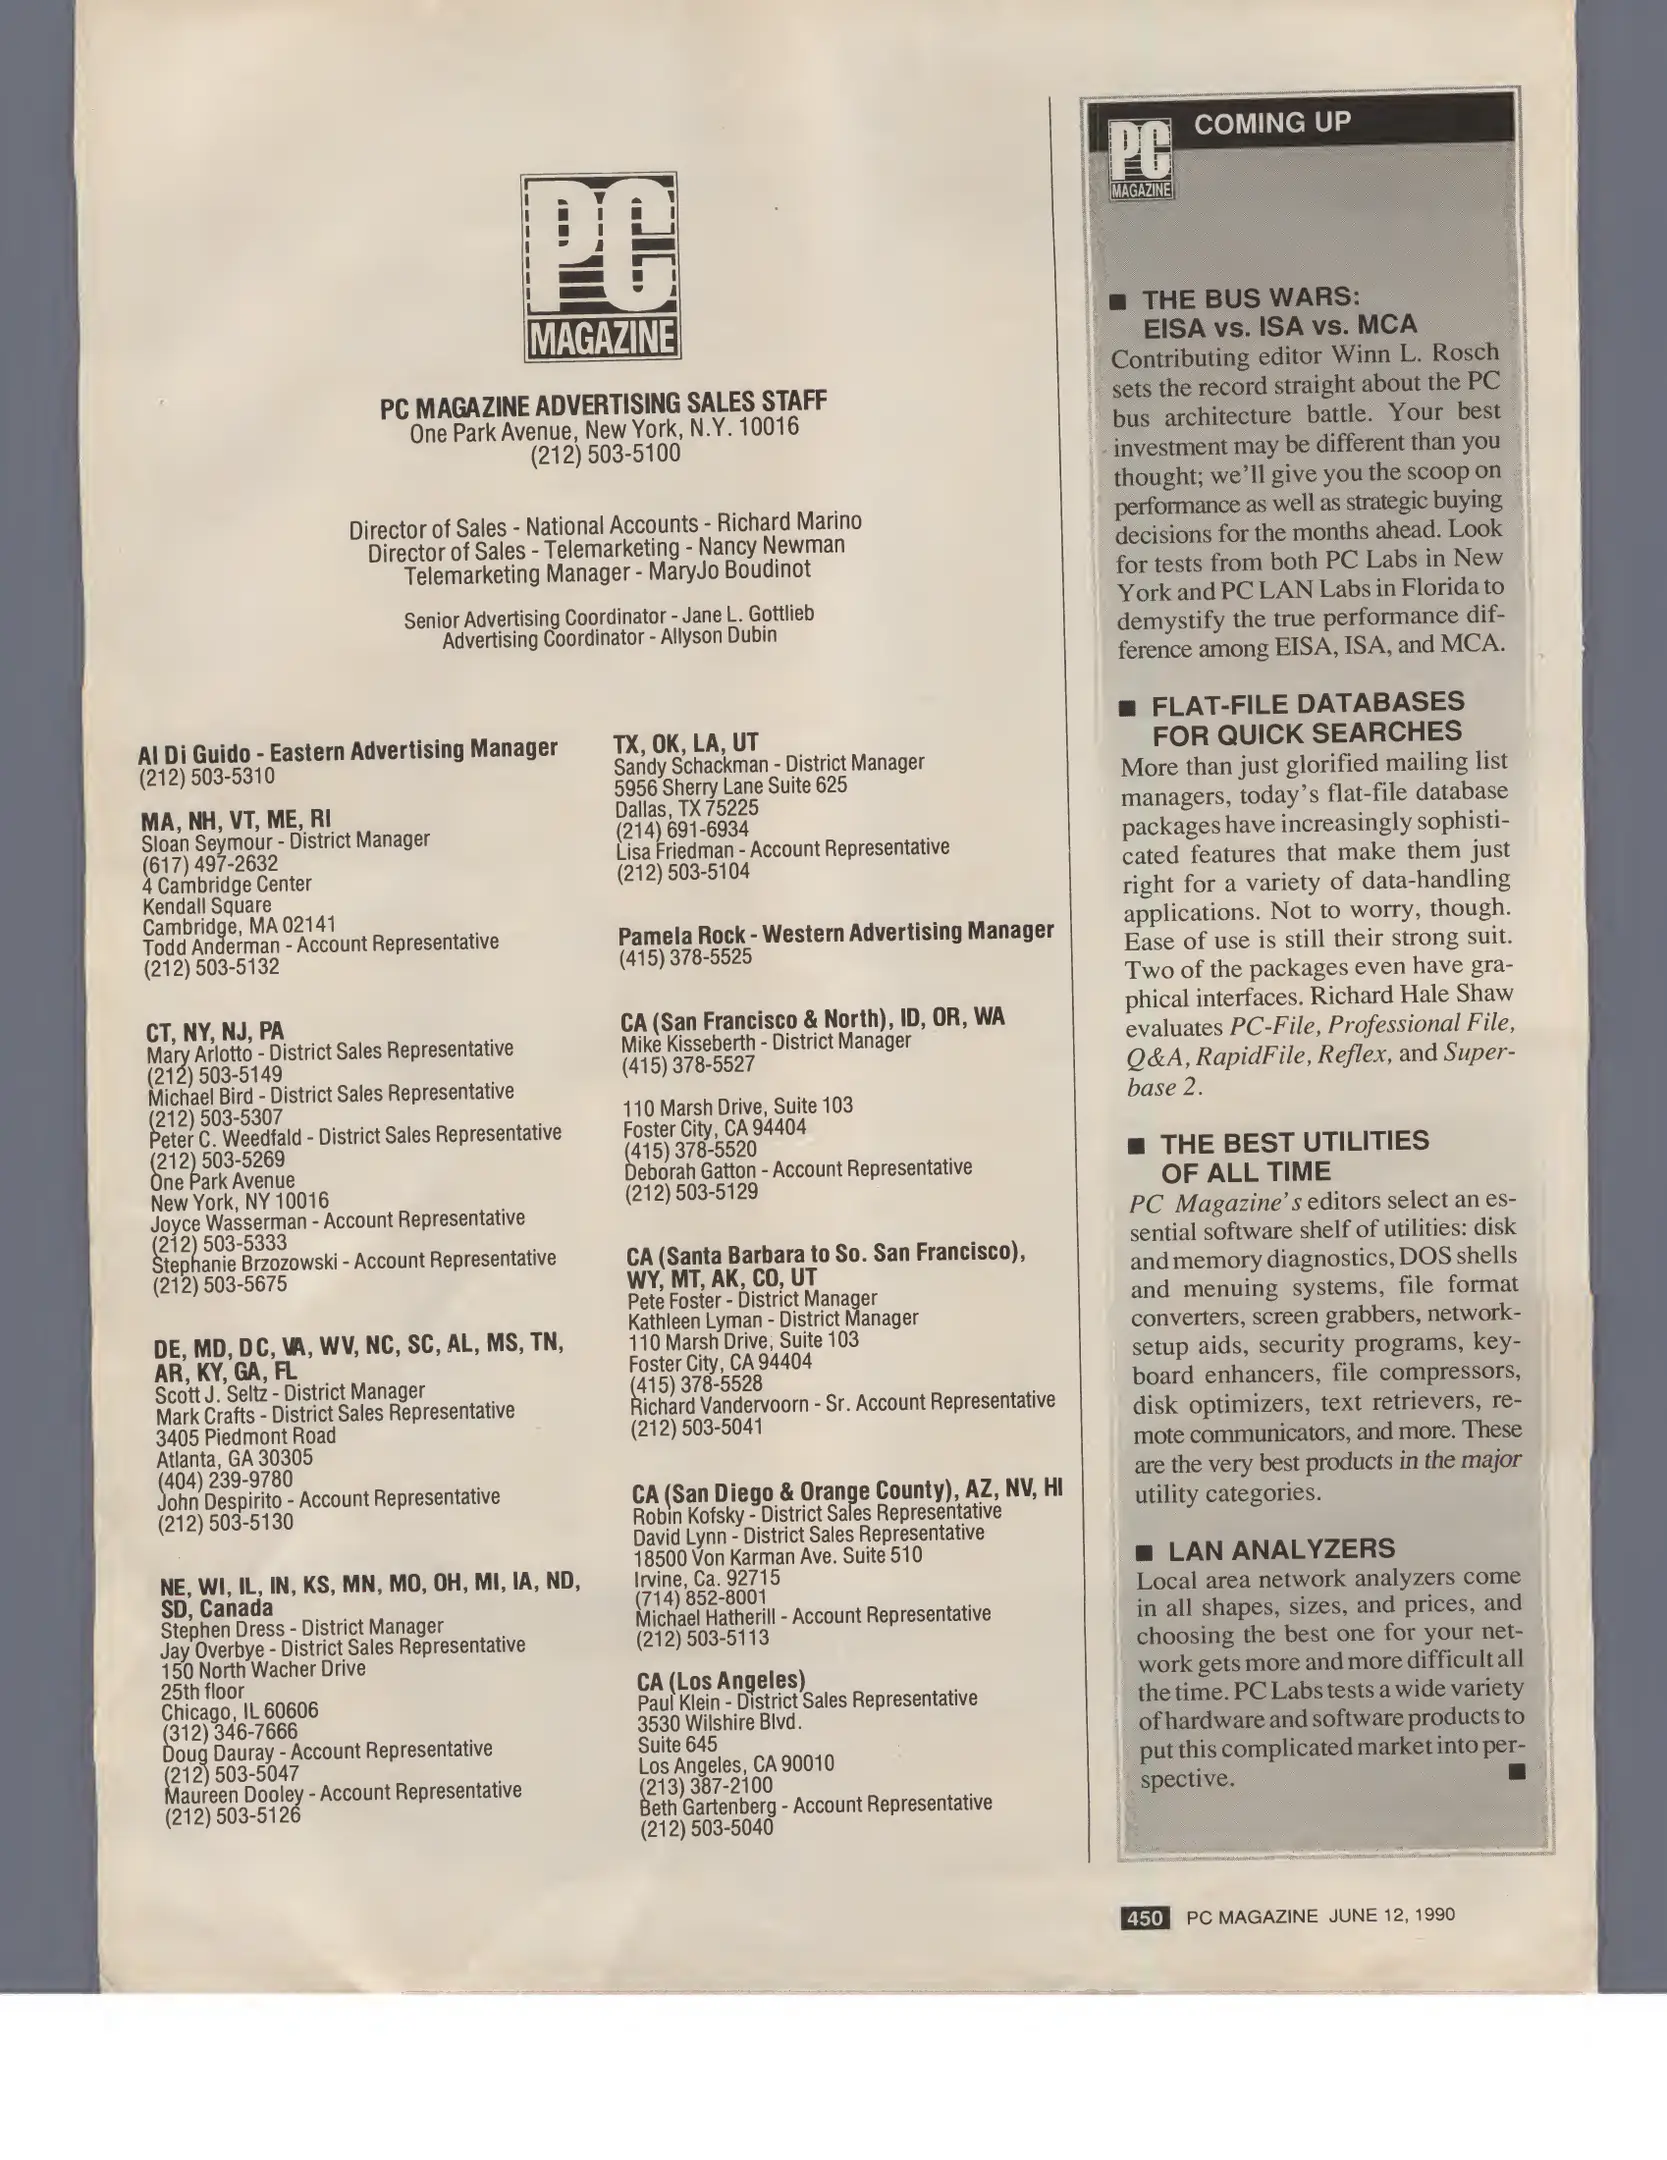 PC
MAGAZINE
PC MAGAZINE ADVERTISING SALES STAFF
One Park Avenue, New York, N.Y. 10016
(212) 503-5100
Director of Sales - National Accounts - Richard Marino
Director of Sales - Telemarketing - Nancy Newman
Telemarketing Manager - MaryJo Boudinot
Senior Advertising Coordinator - Jane L. Gottlieb
Advertising Coordinator - Allyson Dubin
Al Di Guido - Eastern Advertising Manager
(212) 503-5310
MA, NH, VT, ME, RI
Sloan Seymour - District Manager
(617) 497-2632
4 Cambridge Center
Kendall Square
Cambridge, MA 02141
Todd Anderman - Account Representative
(212) 503-5132
CT, NY, NJ, PA
Mary Arlotto - District Sales Representative
(212) 503-5149
Michael Bird - District Sales Representative
(212) 503-5307
Peter C. Weedfald - District Sales Representative
(212) 503-5269
One Park Avenue
New York, NY 10016
Joyce Wasserman - Account Representative
(212) 503-5333
Stephanie Brzozowski - Account Representative
(212) 503-5675
DE, MD, DC, VA, WV, NC, SC, AL, MS, TN,
AR, KY, GA, FL
Scott J. Seltz - District Manager
Mark Crafts - District Sales Representative
3405 Piedmont Road
Atlanta, GA 30305
(404) 239-9780
John Despirito - Account Representative
(212) 503-5130
NE, WI, IL, IN, KS, MN, MO, OH, MI, IA, ND,
SD, Canada
Stephen Dress - District Manager
Jay Overbye - District Sales Representative
150 North Wacher Drive
25th floor
Chicago, IL 60606
(312) 346-7666
Doug Dauray - Account Representative
(212) 503-5047
Maureen Dooley - Account Representative
(212) 503-5126
TX, OK, LA, UT
Sandy Schackman - District Manager
5956 Sherry Lane Suite 625
Dallas, TX 75225
(214) 691-6934
Lisa Friedman - Account Representative
(212) 503-5104
Pamela Rock - Western Advertising Manager
(415) 378-5525
CA (San Francisco & North), ID, OR, WA
Mike Kisseberth - District Manager
(415) 378-5527
110 Marsh Drive, Suite 103
Foster City, CA 94404
(415) 378-5520
Deborah Gatton - Account Representative
(212) 503-5129
CA (Santa Barbara to So. San Francisco),
WY, MT, AK, CO, UT
Pete Foster - District Manager
Kathleen Lyman - District Manager
110 Marsh Drive, Suite 103
Foster City, CA 94404
(415) 378-5528
Richard Vandervoorn - Sr. Account Representative
(212) 503-5041
CA (San Diego & Orange County), AZ, NV, HI
Robin Kofsky - District Sales Representative
David Lynn - District Sales Representative
18500 Von Karman Ave. Suite 510
Irvine, Ca. 92715
(714) 852-8001
Michael Hatherill - Account Representative
(212) 503-5113
CA (Los Angeles)
Paul Klein - District Sales Representative
3530 Wilshire Blvd.
Suite 645
Los Angeles, CA 90010
(213) 387-2100
Beth Gartenberg - Account Representative
(212) 503-5040
PC
MAGAZINE
COMING UP
■ THE BUS WARS:
EISA vs. ISA vs. MCA
Contributing editor Winn L. Rosch
sets the record straight about the PC
bus architecture battle. Your best
investment may be different than you
thought; we'll give you the scoop on
performance as well as strategic buying
decisions for the months ahead. Look
for tests from both PC Labs in New
York and PC LAN Labs in Florida to
demystify the true performance dif-
ference among EISA, ISA, and MCA.
■ FLAT-FILE DATABASES
FOR QUICK SEARCHES
More than just glorified mailing list
managers, today's flat-file database
packages have increasingly sophisti-
cated features that make them just
right for a variety of data-handling
applications. Not to worry, though.
Ease of use is still their strong suit.
Two of the packages even have gra-
phical interfaces. Richard Hale Shaw
evaluates PC-File, Professional File,
Q&A, RapidFile, Reflex, and Super-
base 2.
■ THE BEST UTILITIES
OF ALL TIME
PC Magazine's editors select an es-
sential software shelf of utilities: disk
and memory diagnostics, DOS shells
and menuing systems, file format
converters, screen grabbers, network-
setup aids, security programs, key-
board enhancers, file compressors,
disk optimizers, text retrievers, re-
mote communicators, and more. These
are the very best products in the major
utility categories.
■ LAN ANALYZERS
Local area network analyzers come
in all shapes, sizes, and prices, and
choosing the best one for your net-
work gets more and more difficult all
the time. PC Labs tests a wide variety
of hardware and software products to
put this complicated market into per-
spective. ■
450 PC MAGAZINE JUNE 12, 1990